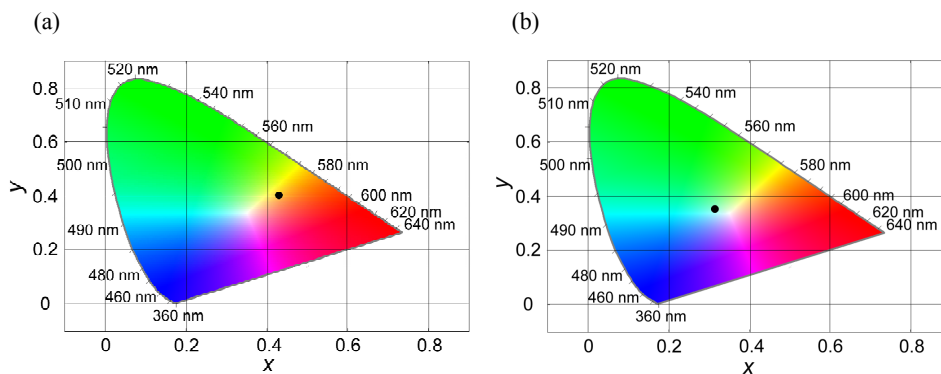 (a)
520 nm
0.8
510 nm
540 nm
0.6
560 nm
500 nm
580 nm
y
0.4
600 nm
620 nm
490 nm
640 nm
0.2
480 nm
460 nm
0
360 nm
0 0.2 0.4 0.6 0.8
x
(b)
520 nm
0.8
510 nm
540 nm
0.6
560 nm
500 nm
580 nm
y
0.4
600 nm
620 nm
490 nm
640 nm
0.2
480 nm
460 nm
0
360 nm
0 0.2 0.4 0.6 0.8
x